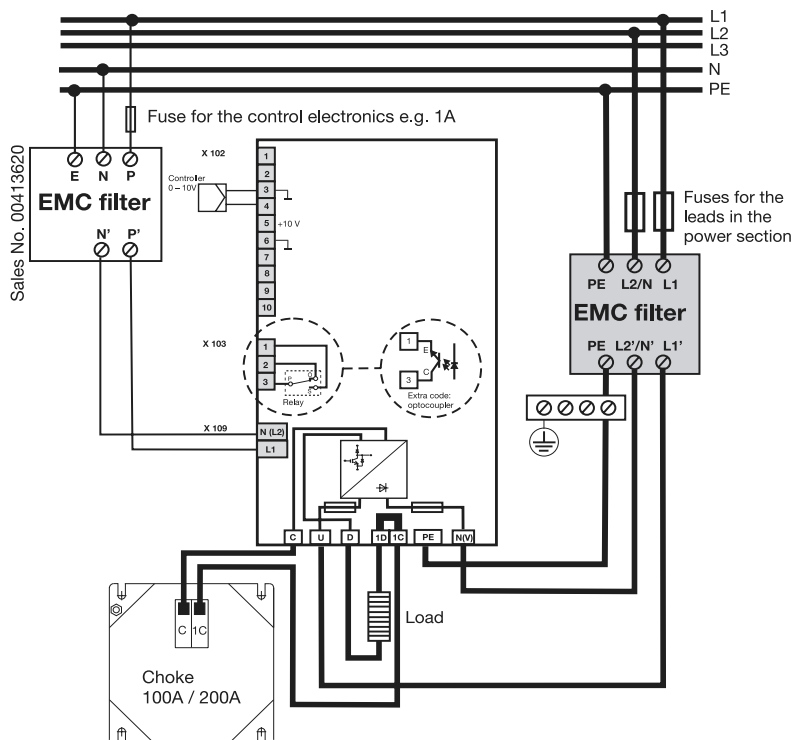 L1
L2
L3
N
PE
Fuse for the control electronics e.g. 1A
Sales No. 00413620
E N P
EMC filter
N' P'
X 102
Controller
0 – 10V
1
2
3
4
5 +10 V
6
7
8
9
10
X 103
1
2
3
P
O
S
Relay
1
E
C
3
Extra code:
optocoupler
X 109
N (L2)
L1
Fuses for the
leads in the
power section
PE L2/N L1
EMC filter
PE L2'/N' L1'
C U D 1D 1C PE N(V)
Load
C 1C
Choke
100A / 200A